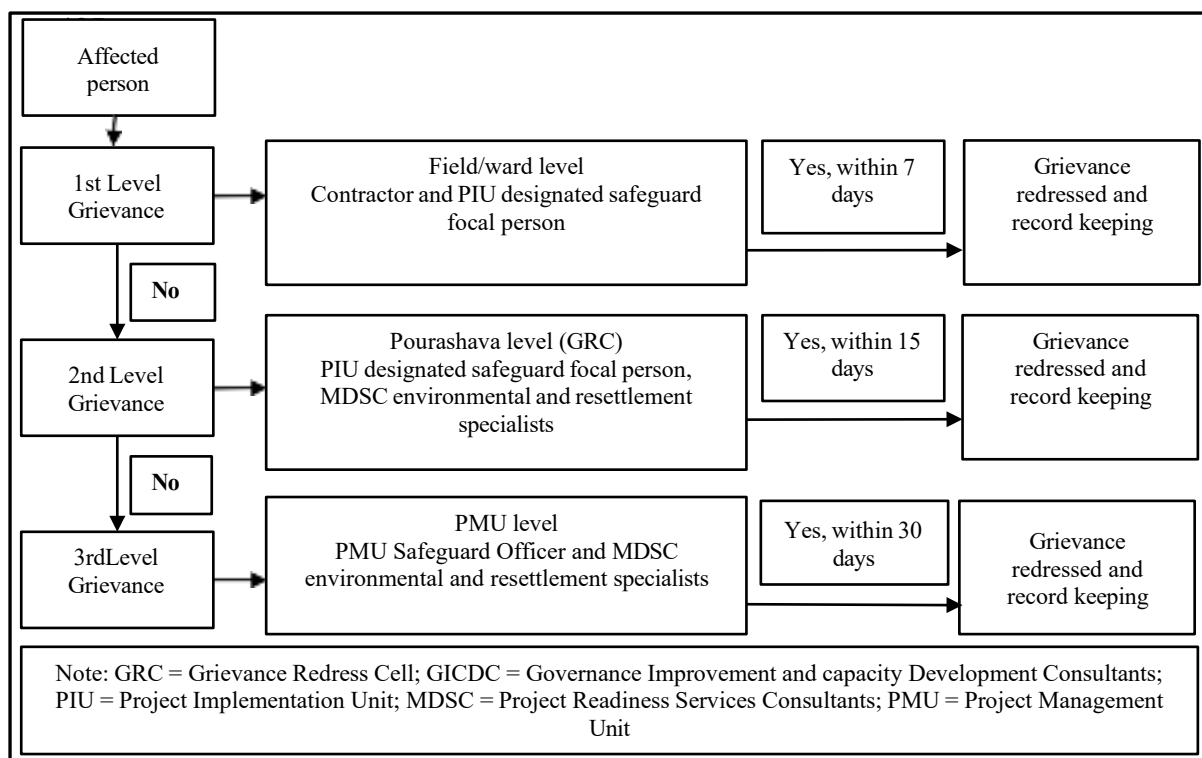 Affected
person
1st Level
Grievance
Field/ward level
Contractor and PIU designated safeguard
focal person
Yes, within 7
days
Grievance
redressed and
record keeping
No
2nd Level
Grievance
Pourashava level (GRC)
PIU designated safeguard focal person,
MDSC environmental and resettlement
specialists
Yes, within 15
days
Grievance
redressed and
record keeping
No
3rdLevel
Grievance
PMU level
PMU Safeguard Officer and MDSC
environmental and resettlement specialists
Yes, within 30
days
Grievance
redressed and
record keeping
Note: GRC = Grievance Redress Cell; GICDC = Governance Improvement and capacity Development Consultants;
PIU = Project Implementation Unit; MDSC = Project Readiness Services Consultants; PMU = Project Management
Unit